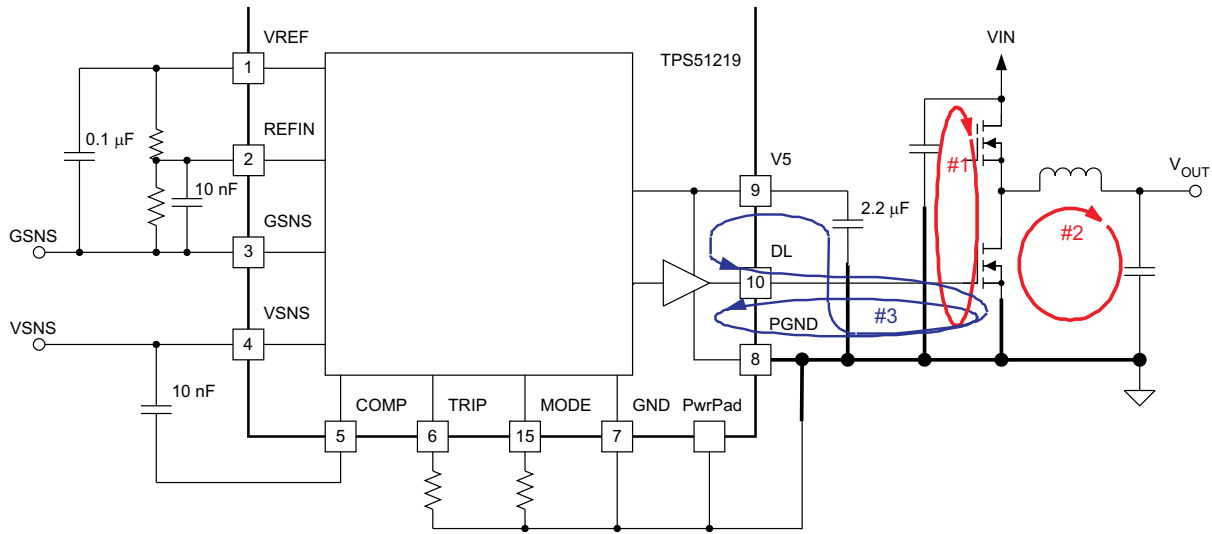 VREF
TPS51219
VIN
1
0.1 μF
REFIN
#1
2
V5
VOUT
10 nF
9
2.2 μF
GSNS
GSNS
3
DL
#2
10
VSNS
VSNS
PGND
#3
4
8
10 nF
COMP
TRIP
MODE
GND
PwrPad
5
6
15
7